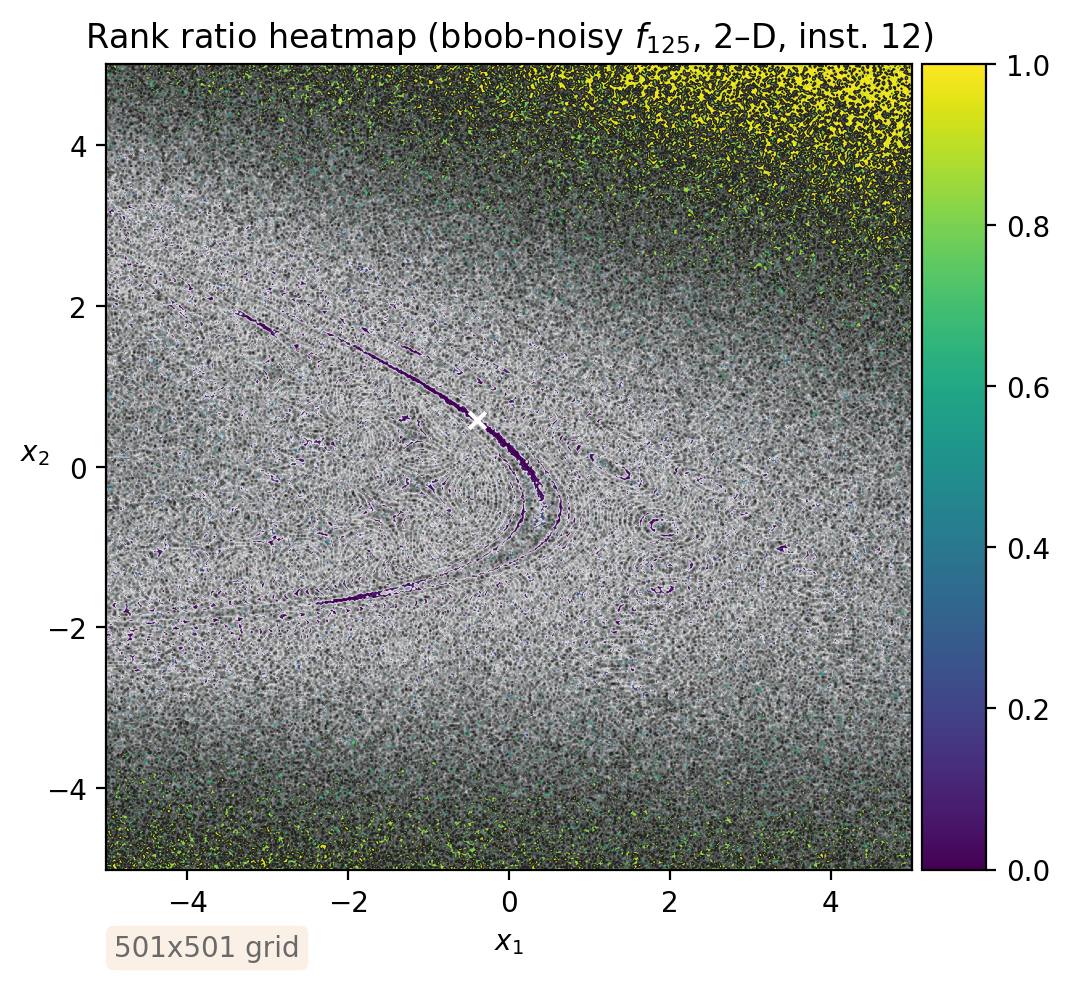 Rank ratio heatmap (bbob-noisy f₁₂₅, 2–D, inst. 12)
1.0
0.8
0.6
0.4
0.2
0.0
4
2
0
−2
−4
x₂
−4 −2 0 2 4
x₁
501x501 grid